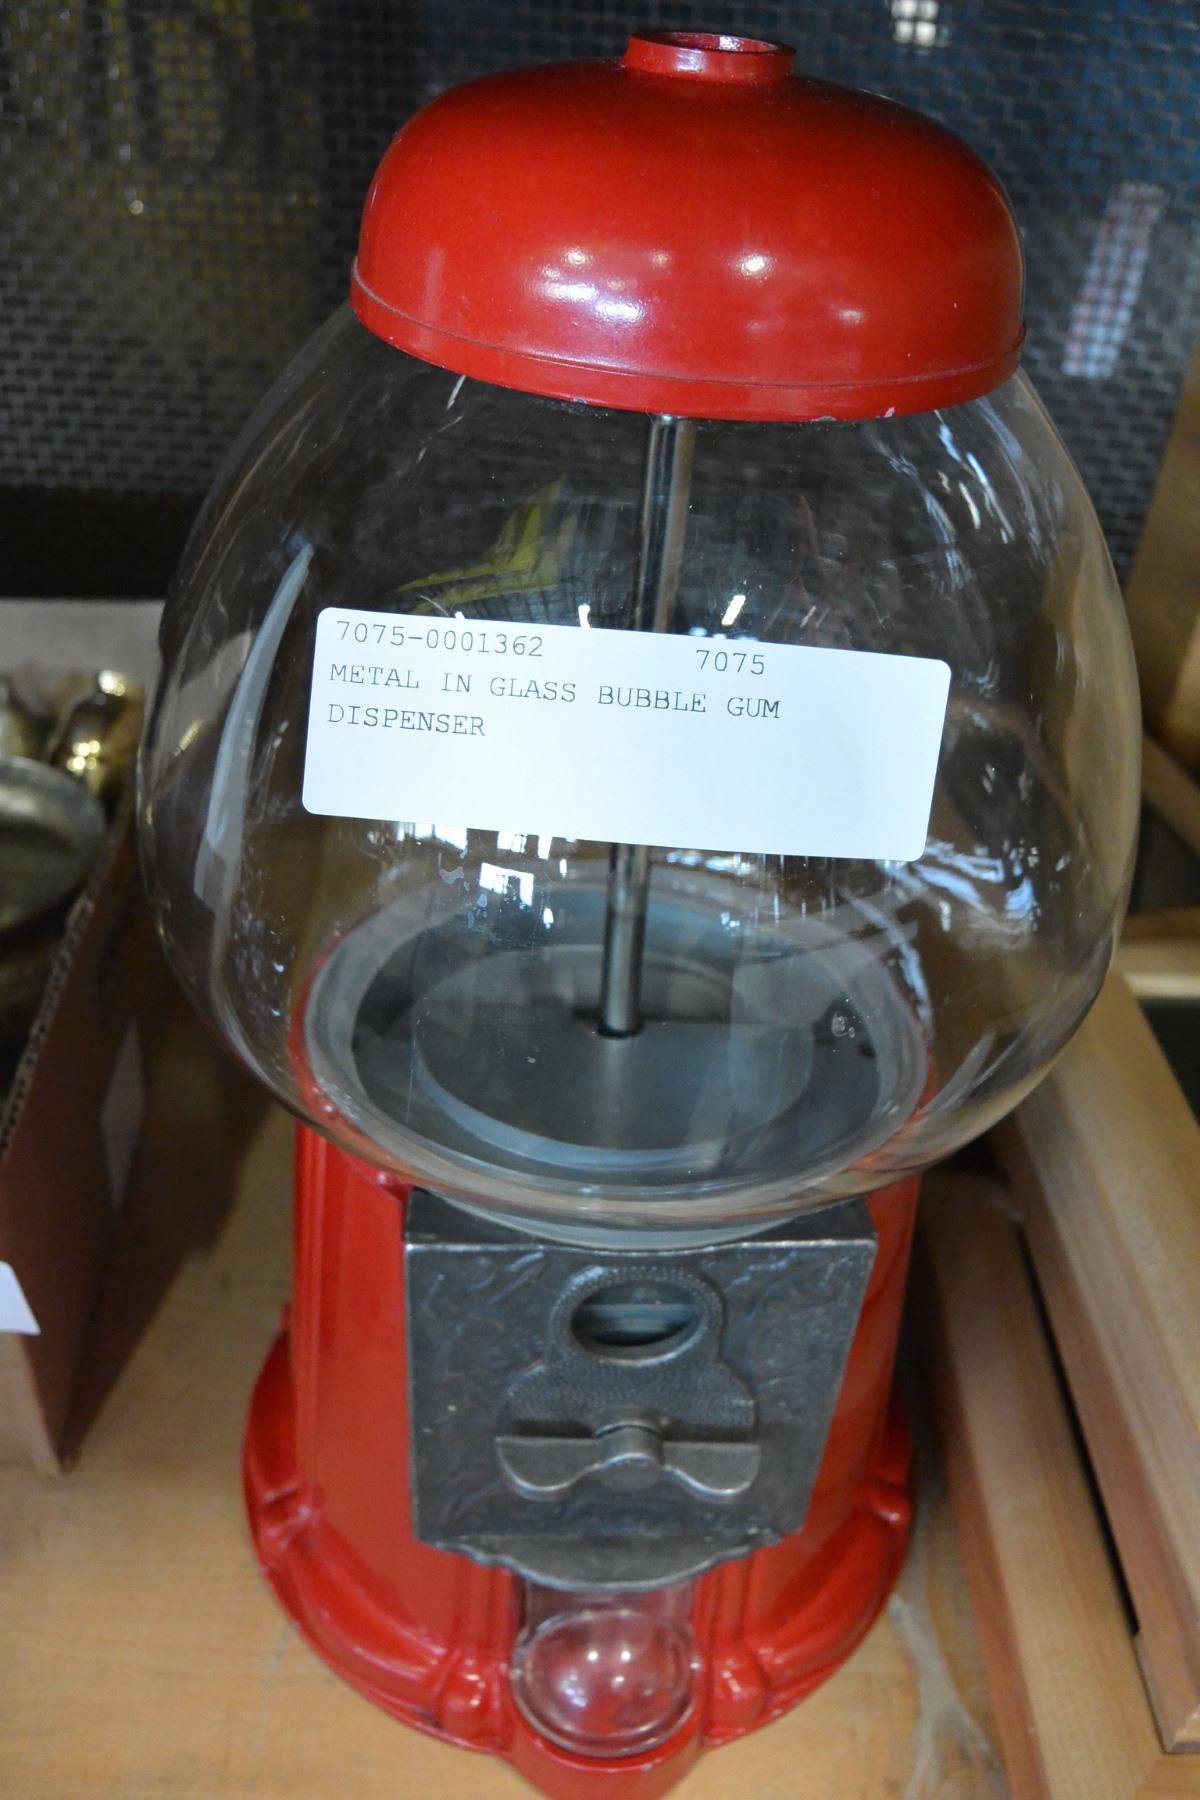 7075-0001362 7075
METAL IN GLASS BUBBLE GUM
DISPENSER